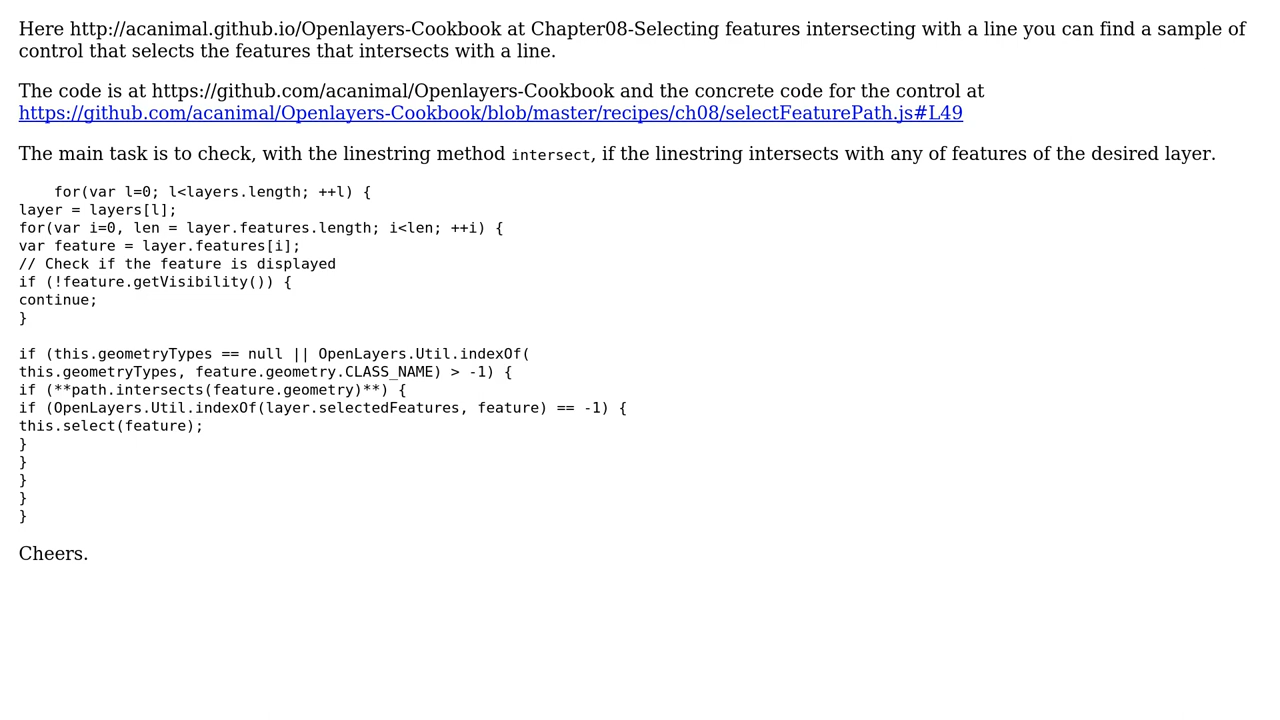 Here http://acanimal.github.io/Openlayers-Cookbook at Chapter08-Selecting features intersecting with a line you can find a sample of
control that selects the features that intersects with a line.
The code is at https://github.com/acanimal/Openlayers-Cookbook and the concrete code for the control at
https://github.com/acanimal/Openlayers-Cookbook/blob/master/recipes/ch08/selectFeaturePath.js#L49
The main task is to check, with the linestring method intersect, if the linestring intersects with any of features of the desired layer.
    for(var l=0; l<layers.length; ++l) {
layer = layers[l];
for(var i=0, len = layer.features.length; i<len; ++i) {
var feature = layer.features[i];
// Check if the feature is displayed
if (!feature.getVisibility()) {
continue;
}
if (this.geometryTypes == null || OpenLayers.Util.indexOf(
this.geometryTypes, feature.geometry.CLASS_NAME) > -1) {
if (**path.intersects(feature.geometry)**) {
if (OpenLayers.Util.indexOf(layer.selectedFeatures, feature) == -1) {
this.select(feature);
}
}
}
}
}
Cheers.